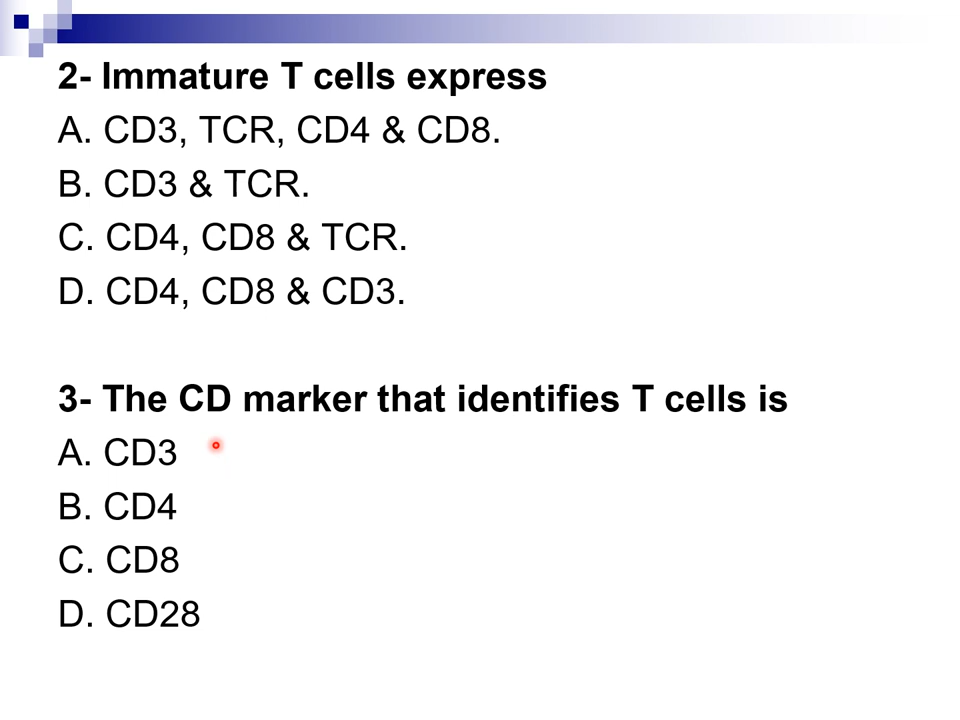 2- Immature T cells express
A. CD3, TCR, CD4 & CD8.
B. CD3 & TCR.
C. CD4, CD8 & TCR.
D. CD4, CD8 & CD3.
3- The CD marker that identifies T cells is
A. CD3
B. CD4
C. CD8
D. CD28